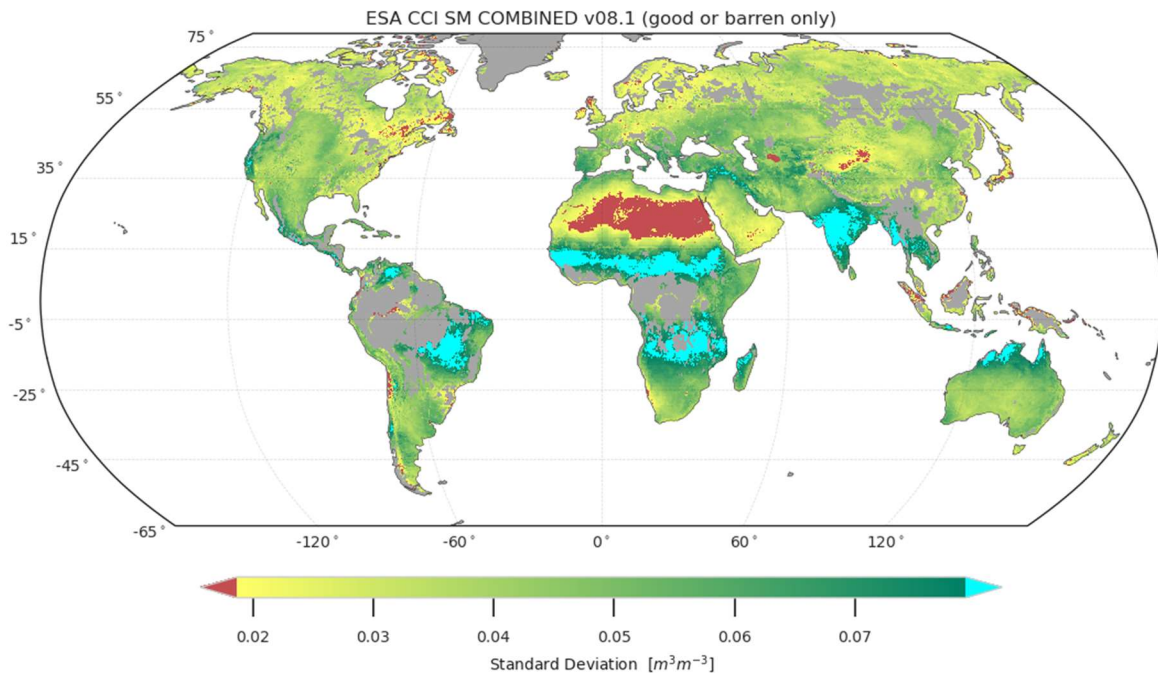 ESA CCI SM COMBINED v08.1 (good or barren only)
75°
55°
35°
15°
-5°
-25°
-45°
-65°
-120° -60° 0° 60° 120°
0.02 0.03 0.04 0.05 0.06 0.07
Standard Deviation [m³m⁻³]